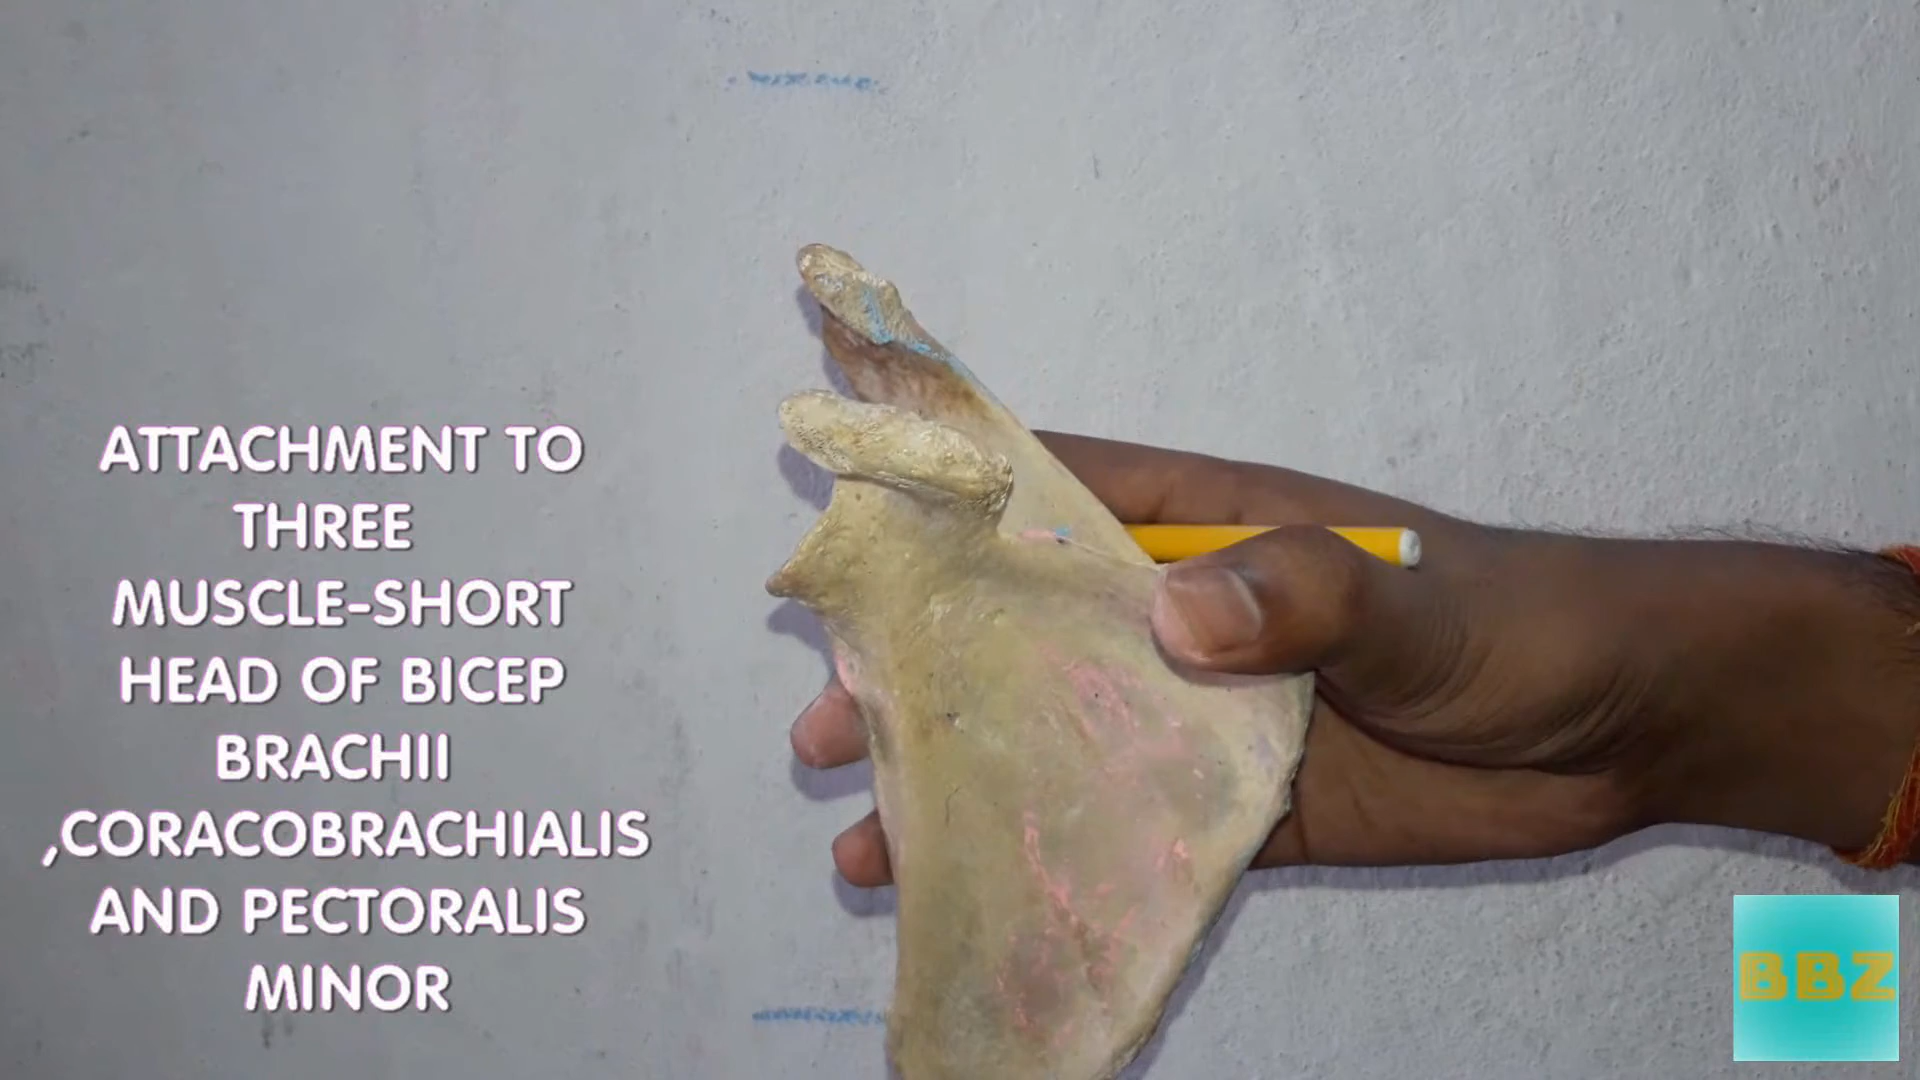 ATTACHMENT TO
THREE
MUSCLE-SHORT
HEAD OF BICEP
BRACHII
,CORACOBRACHIALIS
AND PECTORALIS
MINOR
BBZ